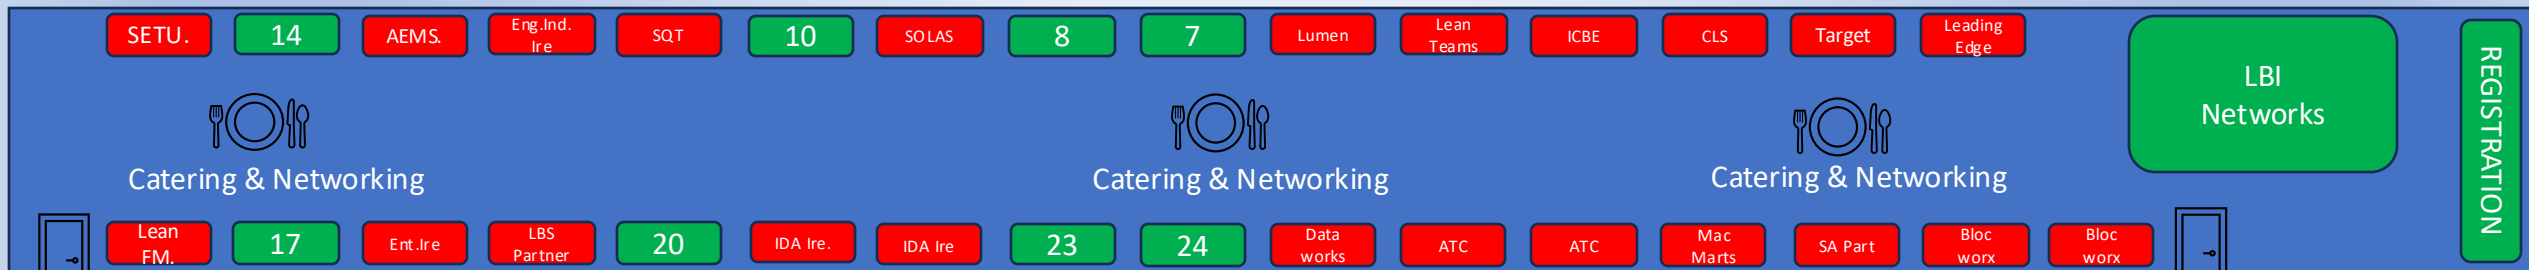 SETU.
14
AEMS.
Eng.Ind.
Ire
SQT
10
SOLAS
8
7
Lumen
Lean
Teams
ICBE
CLS
Target
Leading
Edge
LBI
Networks
REGISTRATION
Catering & Networking
Catering & Networking
Catering & Networking
Lean
FM.
17
Ent.Ire
LBS
Partner
20
IDA Ire.
IDA Ire
23
24
Data
works
ATC
ATC
Mac
Marts
SA Part
Bloc
worx
Bloc
worx